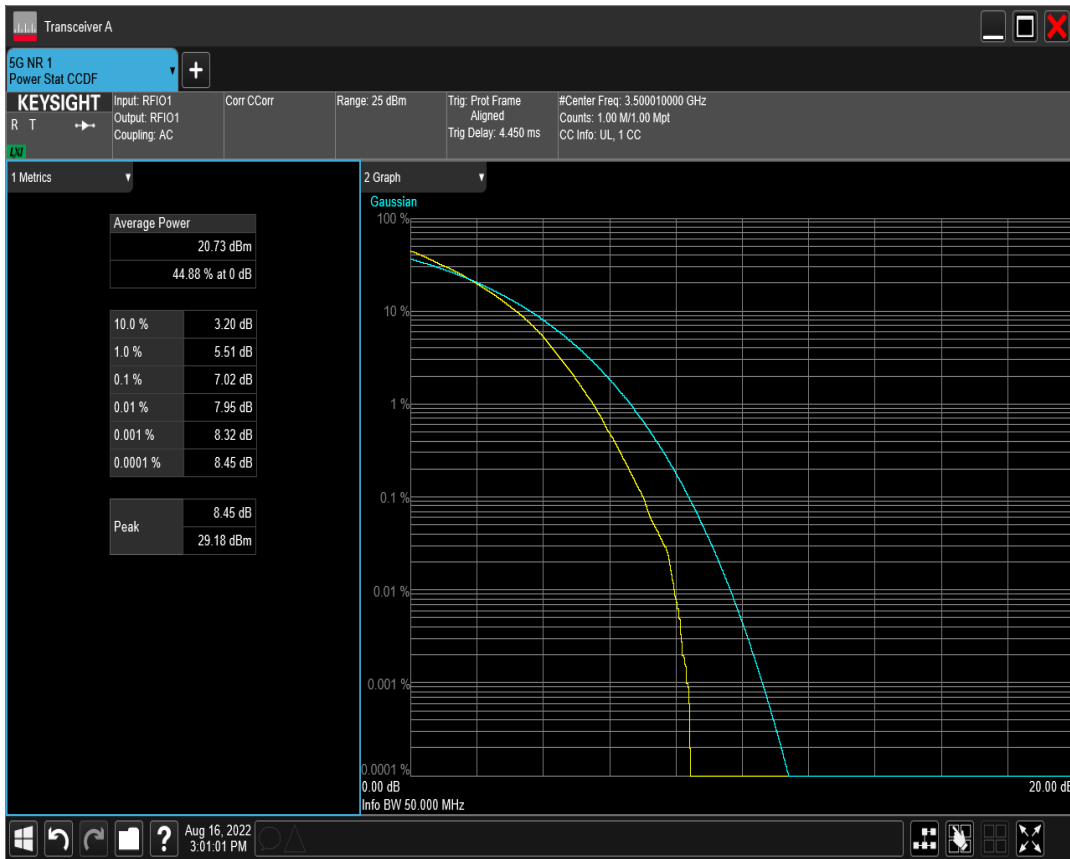 Transceiver A
5G NR 1
Power Stat CCDF
+
KEYSIGHT
R T
LXI
Input: RFIO1
Output: RFIO1
Coupling: AC
Corr CCorr
Range: 25 dBm
Trig: Prot Frame
Aligned
Trig Delay: 4.450 ms
#Center Freq: 3.500010000 GHz
Counts: 1.00 M/1.00 Mpt
CC Info: UL, 1 CC
1 Metrics
Average Power
20.73 dBm
44.88 % at 0 dB
10.0 % 3.20 dB
1.0 % 5.51 dB
0.1 % 7.02 dB
0.01 % 7.95 dB
0.001 % 8.32 dB
0.0001 % 8.45 dB
Peak
8.45 dB
29.18 dBm
2 Graph
Gaussian
100 %
10 %
1 %
0.1 %
0.01 %
0.001 %
0.0001 %
0.00 dB
20.00 dB
Info BW 50.000 MHz
?
Aug 16, 2022
3:01:01 PM